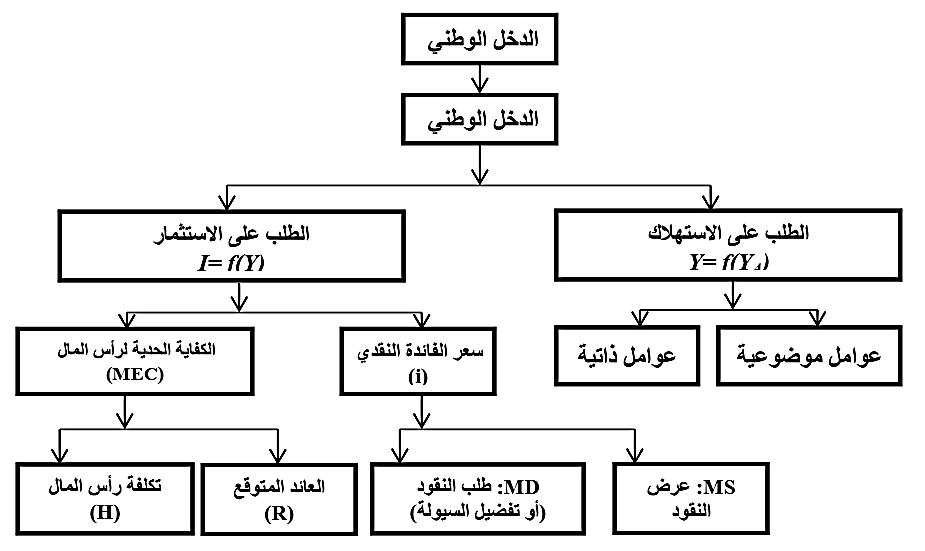 الدخل الوطني
الدخل الوطني
الطلب على الاستهلاك
Y= f(Yd)
الطلب على الاستثمار
I= f(Y)
عوامل موضوعية
عوامل ذاتية
سعر الفائدة النقدي
(i)
الكفاية الحدية لرأس المال
(MEC)
MS: عرض
النقود
MD: طلب النقود
(أو تفضيل السيولة)
العائد المتوقع
(R)
تكلفة رأس المال
(H)